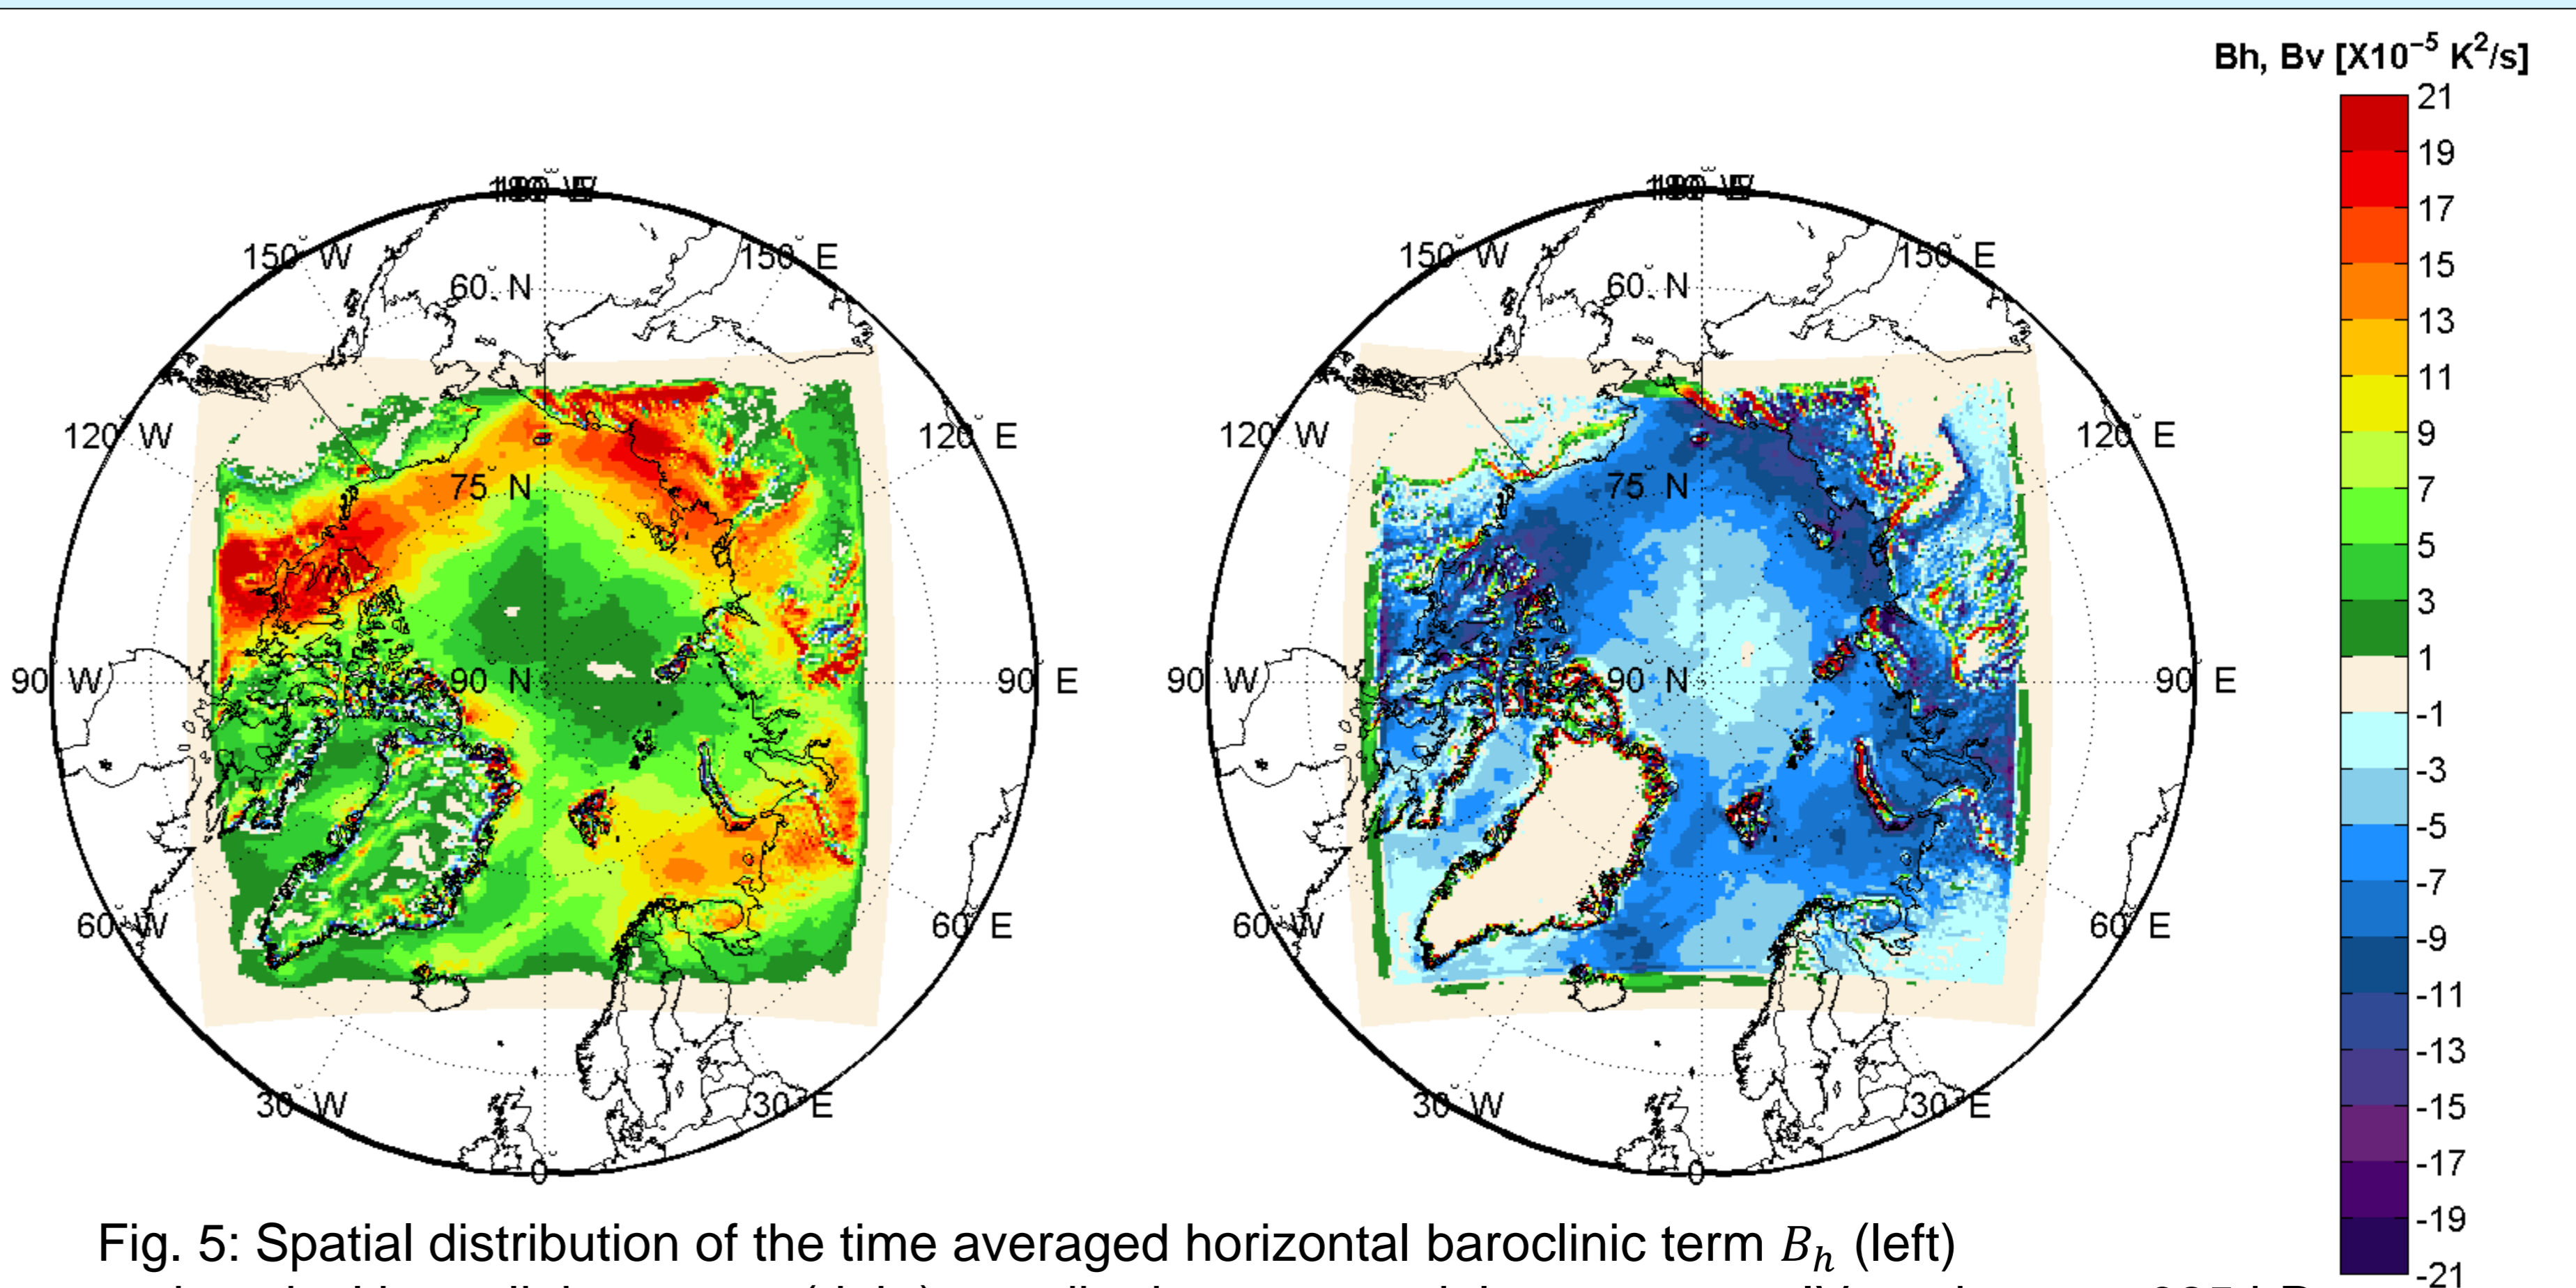 Bh, Bv [X10⁻⁵ K²/s]
21
19
17
15
13
11
9
7
5
3
1
-1
-3
-5
-7
-9
-11
-13
-15
-17
-19
-21
150° W
150° E
60° N
120° W
120° E
75° N
90° W
90° N
90° E
60° W
60° E
30° W
30° E
0°
150° W
150° E
60° N
120° W
120° E
75° N
90° W
90° N
90° E
60° W
60° E
30° W
30° E
0°
Fig. 5: Spatial distribution of the time averaged horizontal baroclinic term 𝐵ₕ (left)